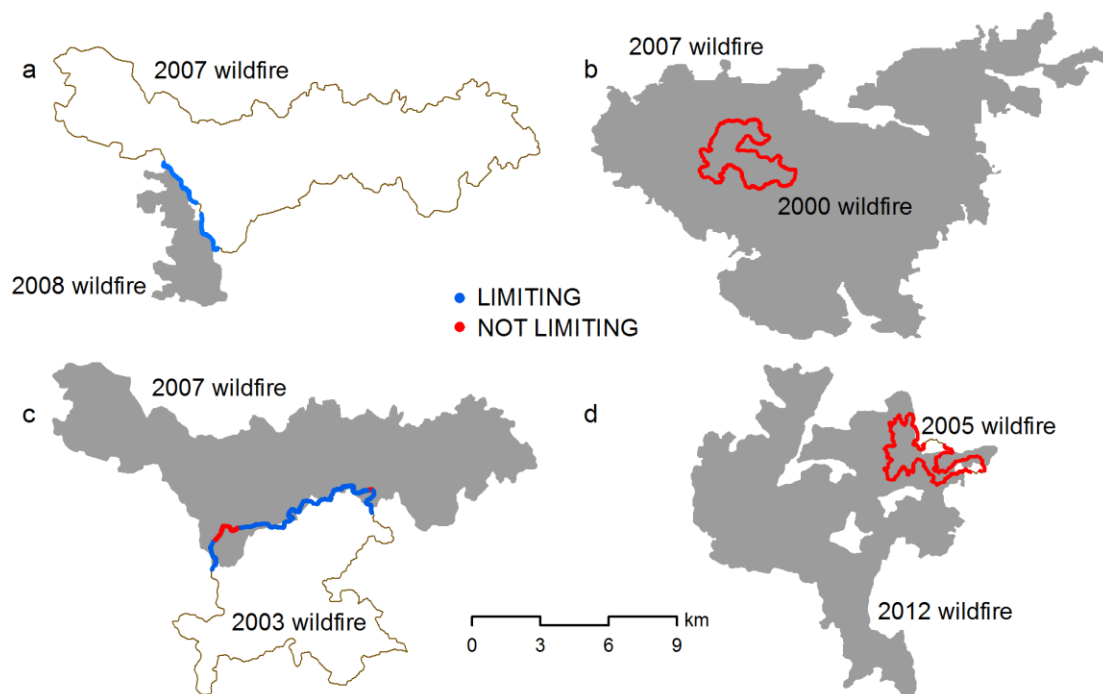 a
2007 wildfire
2008 wildfire
b
2007 wildfire
2000 wildfire
LIMITING
NOT LIMITING
c
2007 wildfire
2003 wildfire
d
2005 wildfire
2012 wildfire
km
0 3 6 9